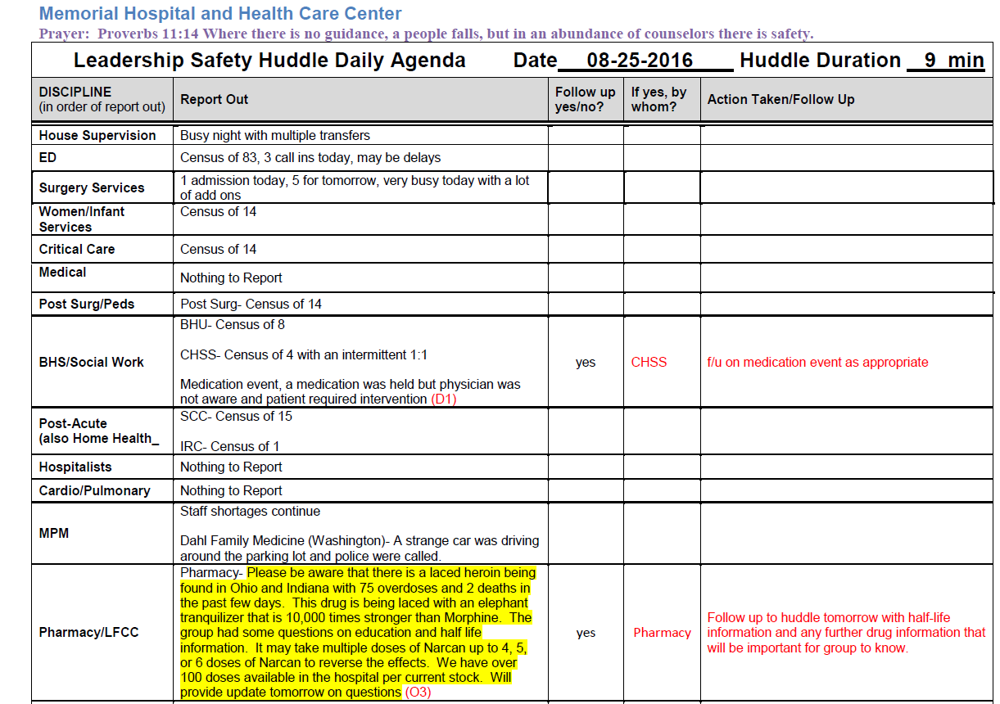 Memorial Hospital and Health Care Center
Prayer:  Proverbs 11:14 Where there is no guidance, a people falls, but in an abundance of counselors there is safety.
Leadership Safety Huddle Daily Agenda Date 08-25-2016 Huddle Duration 9 min
DISCIPLINE
(in order of report out)
Report Out
Follow up
yes/no?
If yes, by
whom?
Action Taken/Follow Up
House Supervision
Busy night with multiple transfers
ED
Census of 83, 3 call ins today, may be delays
Surgery Services
1 admission today, 5 for tomorrow, very busy today with a lot
of add ons
Women/Infant
Services
Census of 14
Critical Care
Census of 14
Medical
Nothing to Report
Post Surg/Peds
Post Surg- Census of 14
BHS/Social Work
BHU- Census of 8
CHSS- Census of 4 with an intermittent 1:1
Medication event, a medication was held but physician was
not aware and patient required intervention (D1)
yes
CHSS
f/u on medication event as appropriate
Post-Acute
(also Home Health_
SCC- Census of 15
IRC- Census of 1
Hospitalists
Nothing to Report
Cardio/Pulmonary
Nothing to Report
MPM
Staff shortages continue
Dahl Family Medicine (Washington)- A strange car was driving
around the parking lot and police were called.
Pharmacy/LFCC
Pharmacy- Please be aware that there is a laced heroin being
found in Ohio and Indiana with 75 overdoses and 2 deaths in
the past few days.  This drug is being laced with an elephant
tranquilizer that is 10,000 times stronger than Morphine.  The
group had some questions on education and half life
information.  It may take multiple doses of Narcan up to 4, 5,
or 6 doses of Narcan to reverse the effects.  We have over
100 doses available in the hospital per current stock.  Will
provide update tomorrow on questions (O3)
yes
Pharmacy
Follow up to huddle tomorrow with half-life
information and any further drug information that
will be important for group to know.